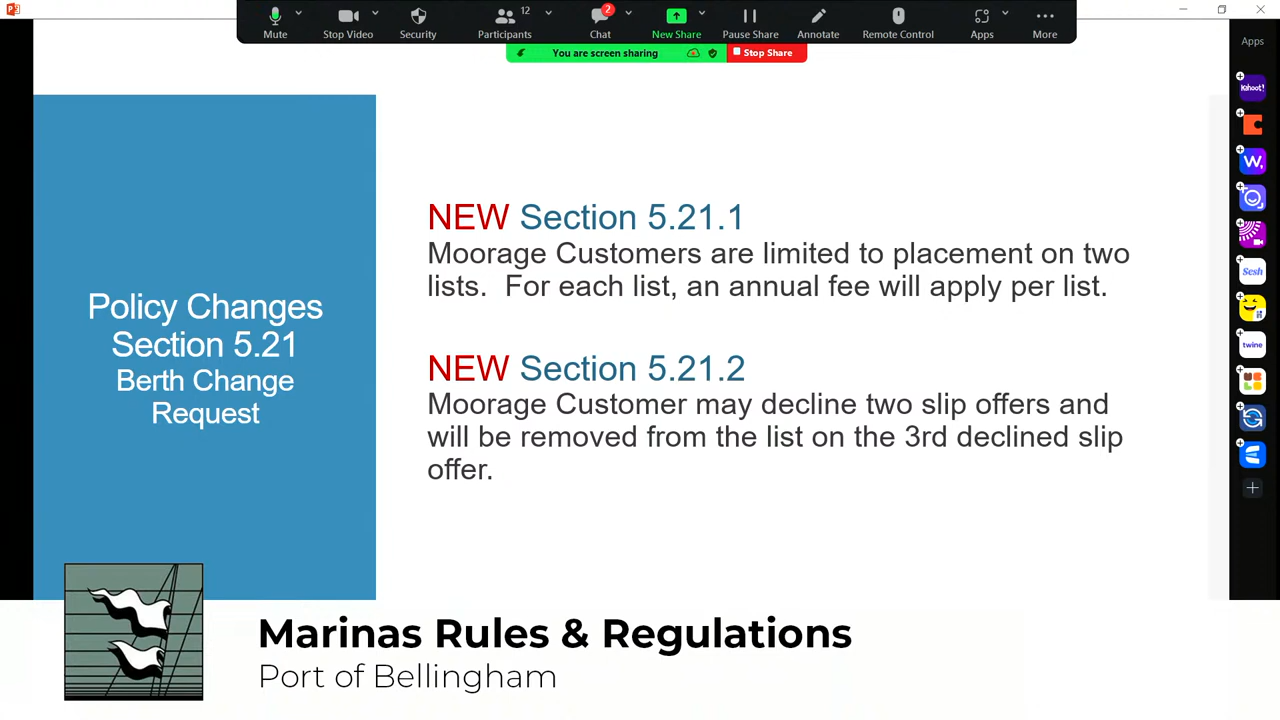 12
2
Mute
Stop Video
Security
Participants
Chat
New Share
Pause Share
Annotate
Remote Control
Apps
More
You are screen sharing
Stop Share
Apps
Kahoot!
W,
Sesh
twine
Policy Changes
Section 5.21
Berth Change
Request
NEW Section 5.21.1
Moorage Customers are limited to placement on two
lists. For each list, an annual fee will apply per list.
NEW Section 5.21.2
Moorage Customer may decline two slip offers and
will be removed from the list on the 3rd declined slip
offer.
Marinas Rules & Regulations
Port of Bellingham